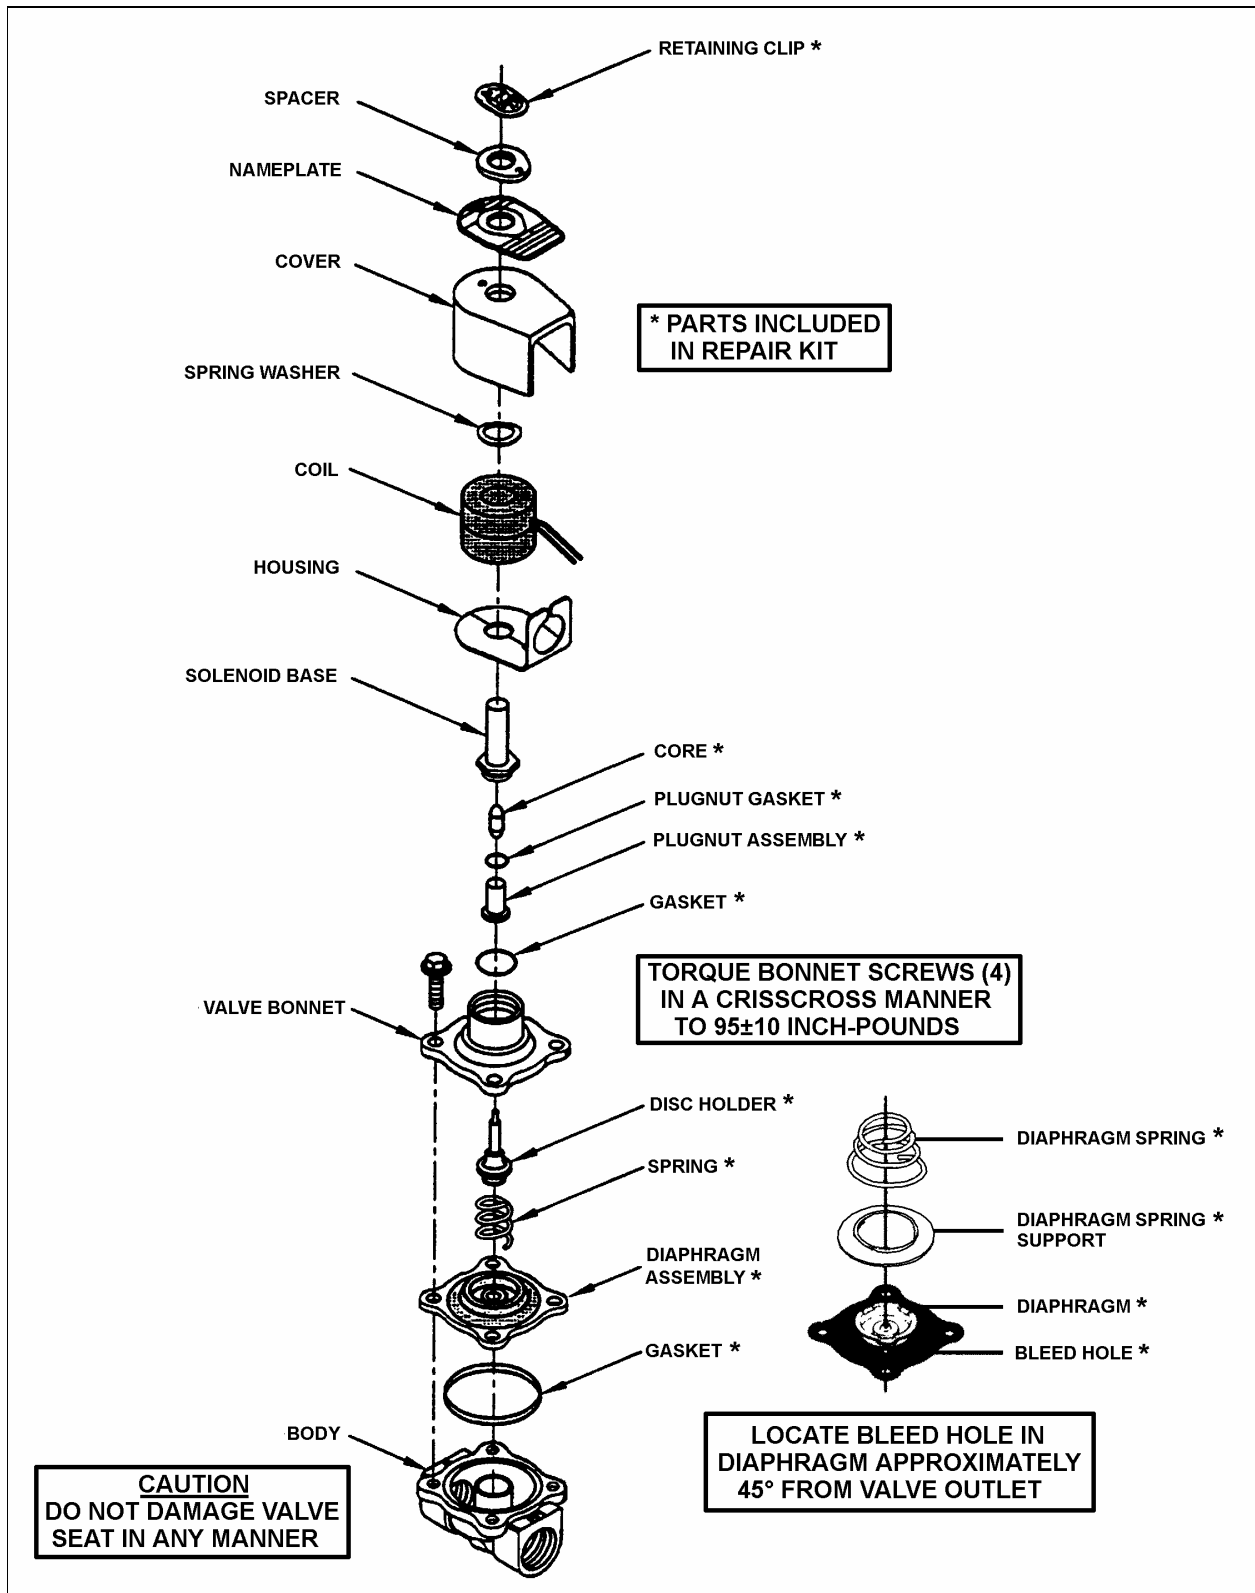 RETAINING CLIP *
SPACER
NAMEPLATE
COVER
* PARTS INCLUDED
IN REPAIR KIT
SPRING WASHER
COIL
HOUSING
SOLENOID BASE
CORE *
PLUGNUT GASKET *
PLUGNUT ASSEMBLY *
GASKET *
TORQUE BONNET SCREWS (4)
IN A CRISSCROSS MANNER
TO 95±10 INCH-POUNDS
VALVE BONNET
DISC HOLDER *
SPRING *
DIAPHRAGM
ASSEMBLY *
GASKET *
DIAPHRAGM SPRING *
DIAPHRAGM SPRING *
SUPPORT
DIAPHRAGM *
BLEED HOLE *
BODY
LOCATE BLEED HOLE IN
DIAPHRAGM APPROXIMATELY
45° FROM VALVE OUTLET
CAUTION
DO NOT DAMAGE VALVE
SEAT IN ANY MANNER